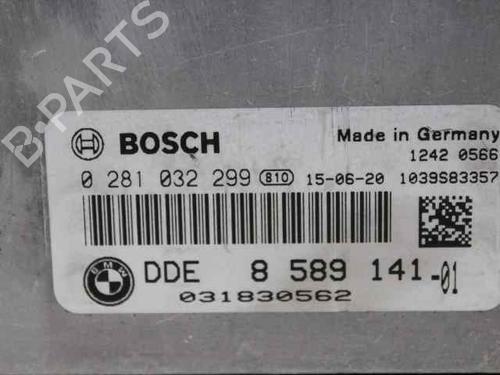 B-PARTS
BOSCH
Made in Germany
1242 0566
0 281 032 299 810 15-06-20 1039S83357
BMW
DDE 8 589 141-01
031830562